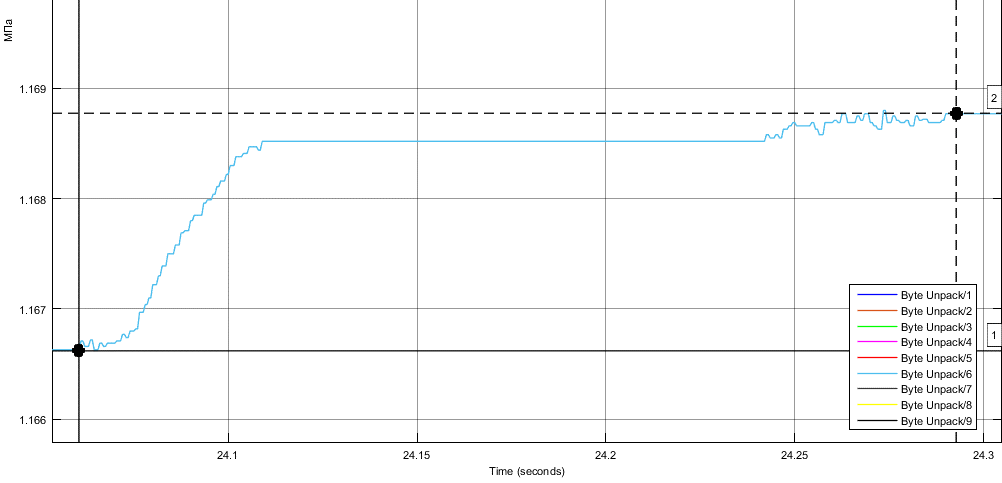 МПа
1.169
1.168
1.167
1.166
2
1
Byte Unpack/1
Byte Unpack/2
Byte Unpack/3
Byte Unpack/4
Byte Unpack/5
Byte Unpack/6
Byte Unpack/7
Byte Unpack/8
Byte Unpack/9
24.1 24.15 24.2 24.25 24.3
Time (seconds)